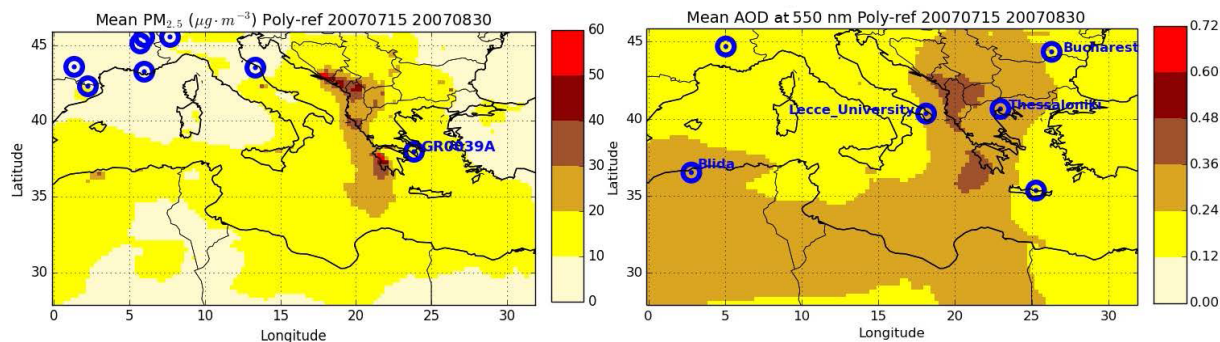 Mean PM2.5 (μg·m−3) Poly-ref 20070715 20070830
45
40
35
30
Latitude
0 5 10 15 20 25 30
Longitude
GR0039A
60
50
40
30
20
10
0
Mean AOD at 550 nm Poly-ref 20070715 20070830
45
40
35
30
Latitude
0 5 10 15 20 25 30
Longitude
Bucharest
Lecce_University
Thessaloniki
Blida
0.72
0.60
0.48
0.36
0.24
0.12
0.00